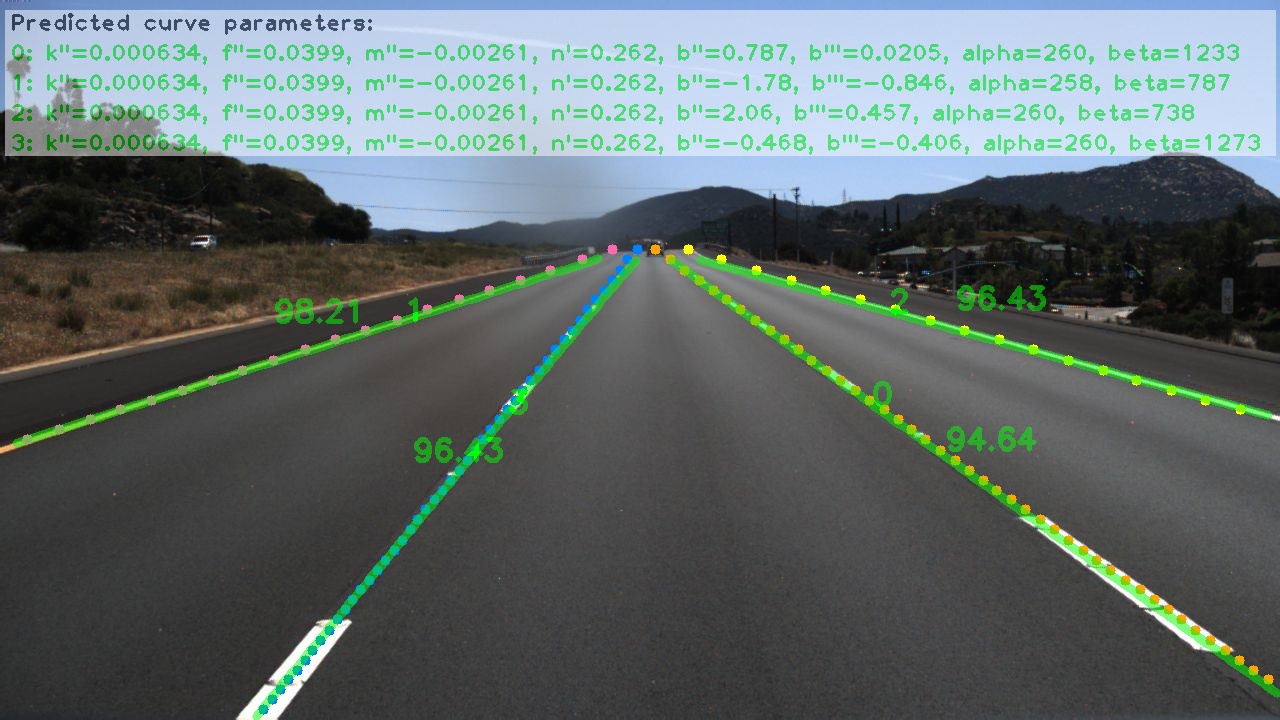 Predicted curve parameters:
0: k''=0.000634, f''=0.0399, m''=-0.00261, n'=0.262, b''=0.787, b'''=0.0205, alpha=260, beta=1233
1: k''=0.000634, f''=0.0399, m''=-0.00261, n'=0.262, b''=-1.78, b'''=-0.846, alpha=258, beta=787
2: k''=0.000634, f''=0.0399, m''=-0.00261, n'=0.262, b''=2.06, b'''=0.457, alpha=260, beta=738
3: k''=0.000634, f''=0.0399, m''=-0.00261, n'=0.262, b''=-0.468, b'''=-0.406, alpha=260, beta=1273
98.21 1 2 96.43
3 0
96.43 94.64